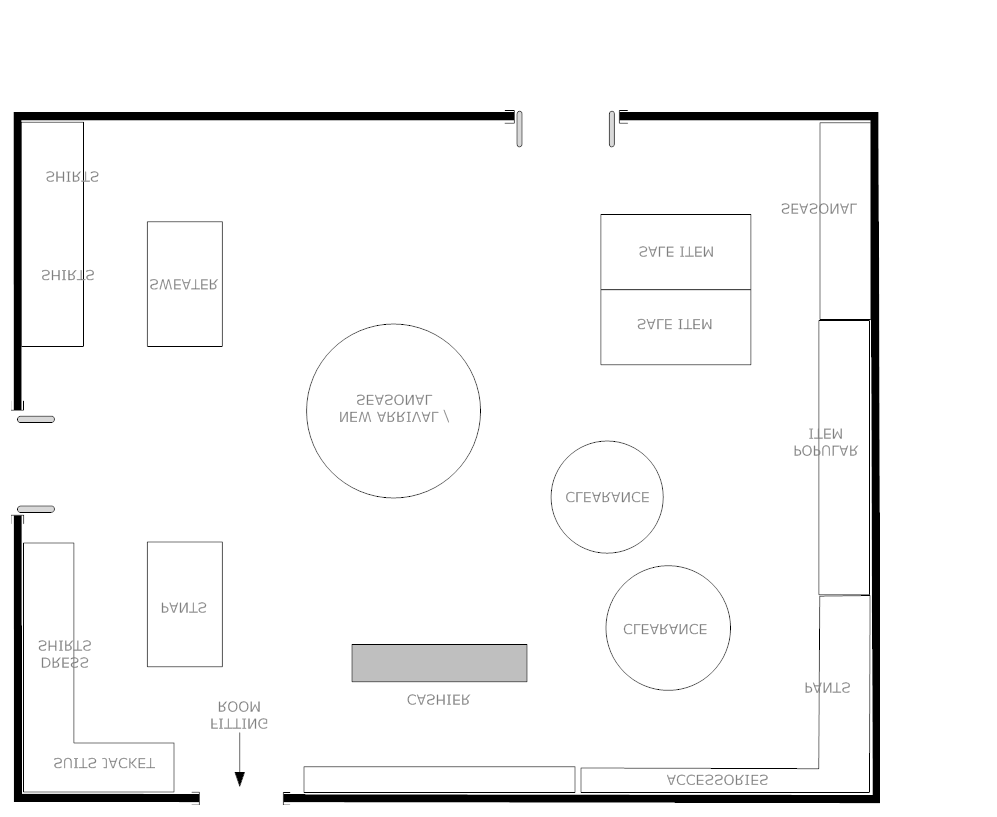 SHIRTS
SEASONAL
SALE ITEM
SHIRTS
SWEATER
SALE ITEM
NEW ARRIVAL /
SEASONAL
POPULAR
ITEM
CLEARANCE
PANTS
CLEARANCE
DRESS
SHIRTS
PANTS
CASHIER
FITTING
ROOM
SUITS JACKET
ACCESSORIES